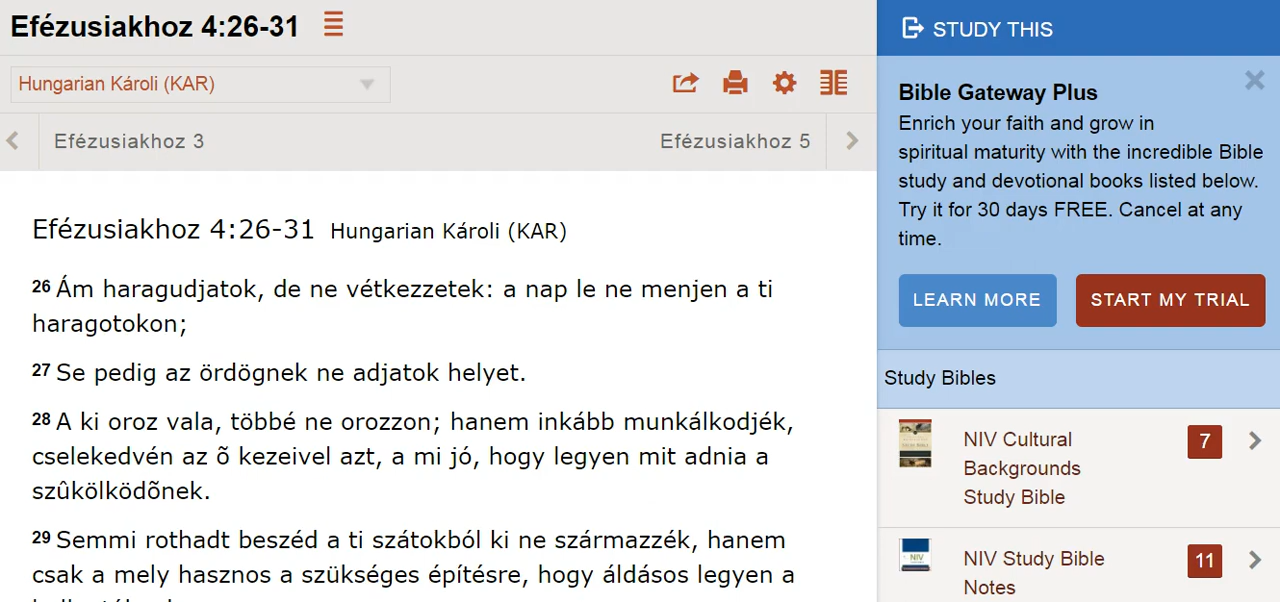 Efézusiakhoz 4:26-31
Hungarian Károli (KAR)
Efézusiakhoz 3
Efézusiakhoz 5
Efézusiakhoz 4:26-31 Hungarian Károli (KAR)
26 Ám haragudjatok, de ne vétkezzetek: a nap le ne menjen a ti
haragotokon;
27 Se pedig az ördögnek ne adjatok helyet.
28 A ki oroz vala, többé ne orozzon; hanem inkább munkálkodjék,
cselekedvén az õ kezeivel azt, a mi jó, hogy legyen mit adnia a
szûkölködõnek.
29 Semmi rothadt beszéd a ti szátokból ki ne származzék, hanem
csak a mely hasznos a szükséges építésre, hogy áldásos legyen a
STUDY THIS
Bible Gateway Plus
Enrich your faith and grow in
spiritual maturity with the incredible Bible
study and devotional books listed below.
Try it for 30 days FREE. Cancel at any
time.
LEARN MORE
START MY TRIAL
Study Bibles
NIV Cultural
Backgrounds
Study Bible
7
NIV Study Bible
Notes
11